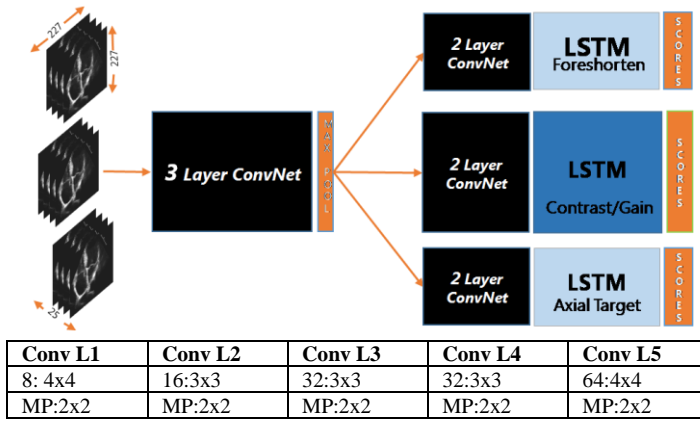 227
227
25
3 Layer ConvNet
MAX POOL
2 Layer
ConvNet
LSTM
Foreshorten
SCORES
2 Layer
ConvNet
LSTM
Contrast/Gain
SCORES
2 Layer
ConvNet
LSTM
Axial Target
SCORES
Conv L1 Conv L2 Conv L3 Conv L4 Conv L5
8: 4x4 16:3x3 32:3x3 32:3x3 64:4x4
MP:2x2 MP:2x2 MP:2x2 MP:2x2 MP:2x2